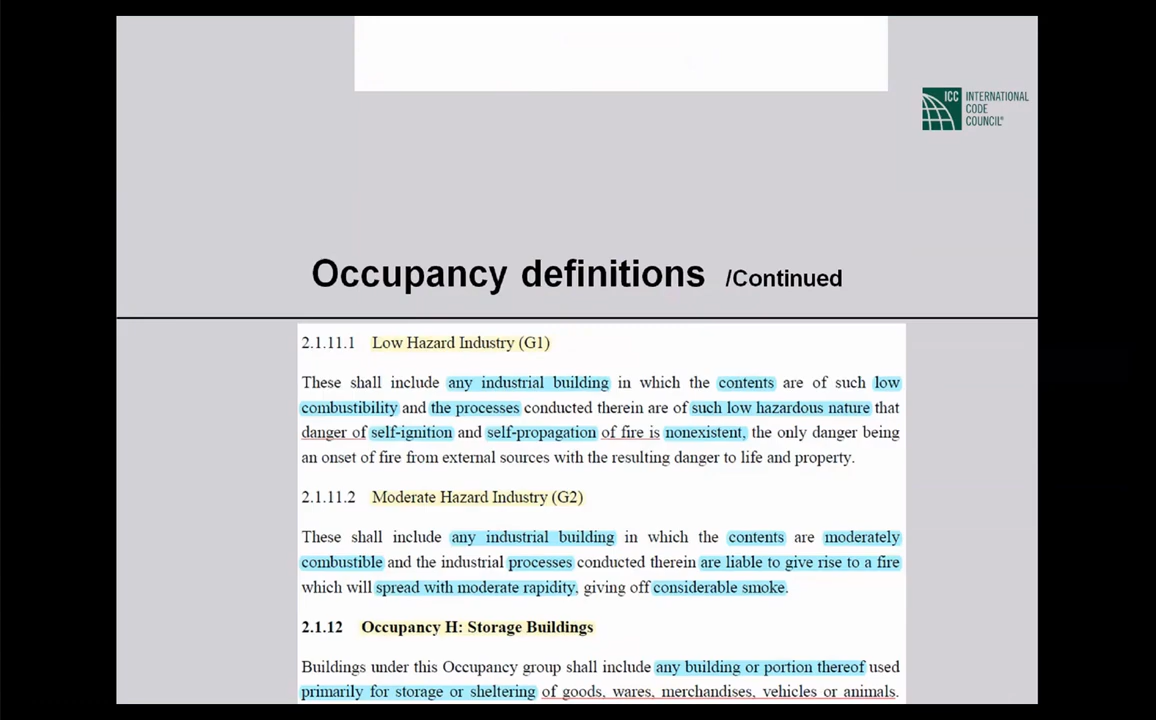 ICC INTERNATIONAL
CODE
COUNCIL®
Occupancy definitions /Continued
2.1.11.1 Low Hazard Industry (G1)
These shall include any industrial building in which the contents are of such low
combustibility and the processes conducted therein are of such low hazardous nature that
danger of self-ignition and self-propagation of fire is nonexistent, the only danger being
an onset of fire from external sources with the resulting danger to life and property.
2.1.11.2 Moderate Hazard Industry (G2)
These shall include any industrial building in which the contents are moderately
combustible and the industrial processes conducted therein are liable to give rise to a fire
which will spread with moderate rapidity, giving off considerable smoke.
2.1.12 Occupancy H: Storage Buildings
Buildings under this Occupancy group shall include any building or portion thereof used
primarily for storage or sheltering of goods, wares, merchandises, vehicles or animals.